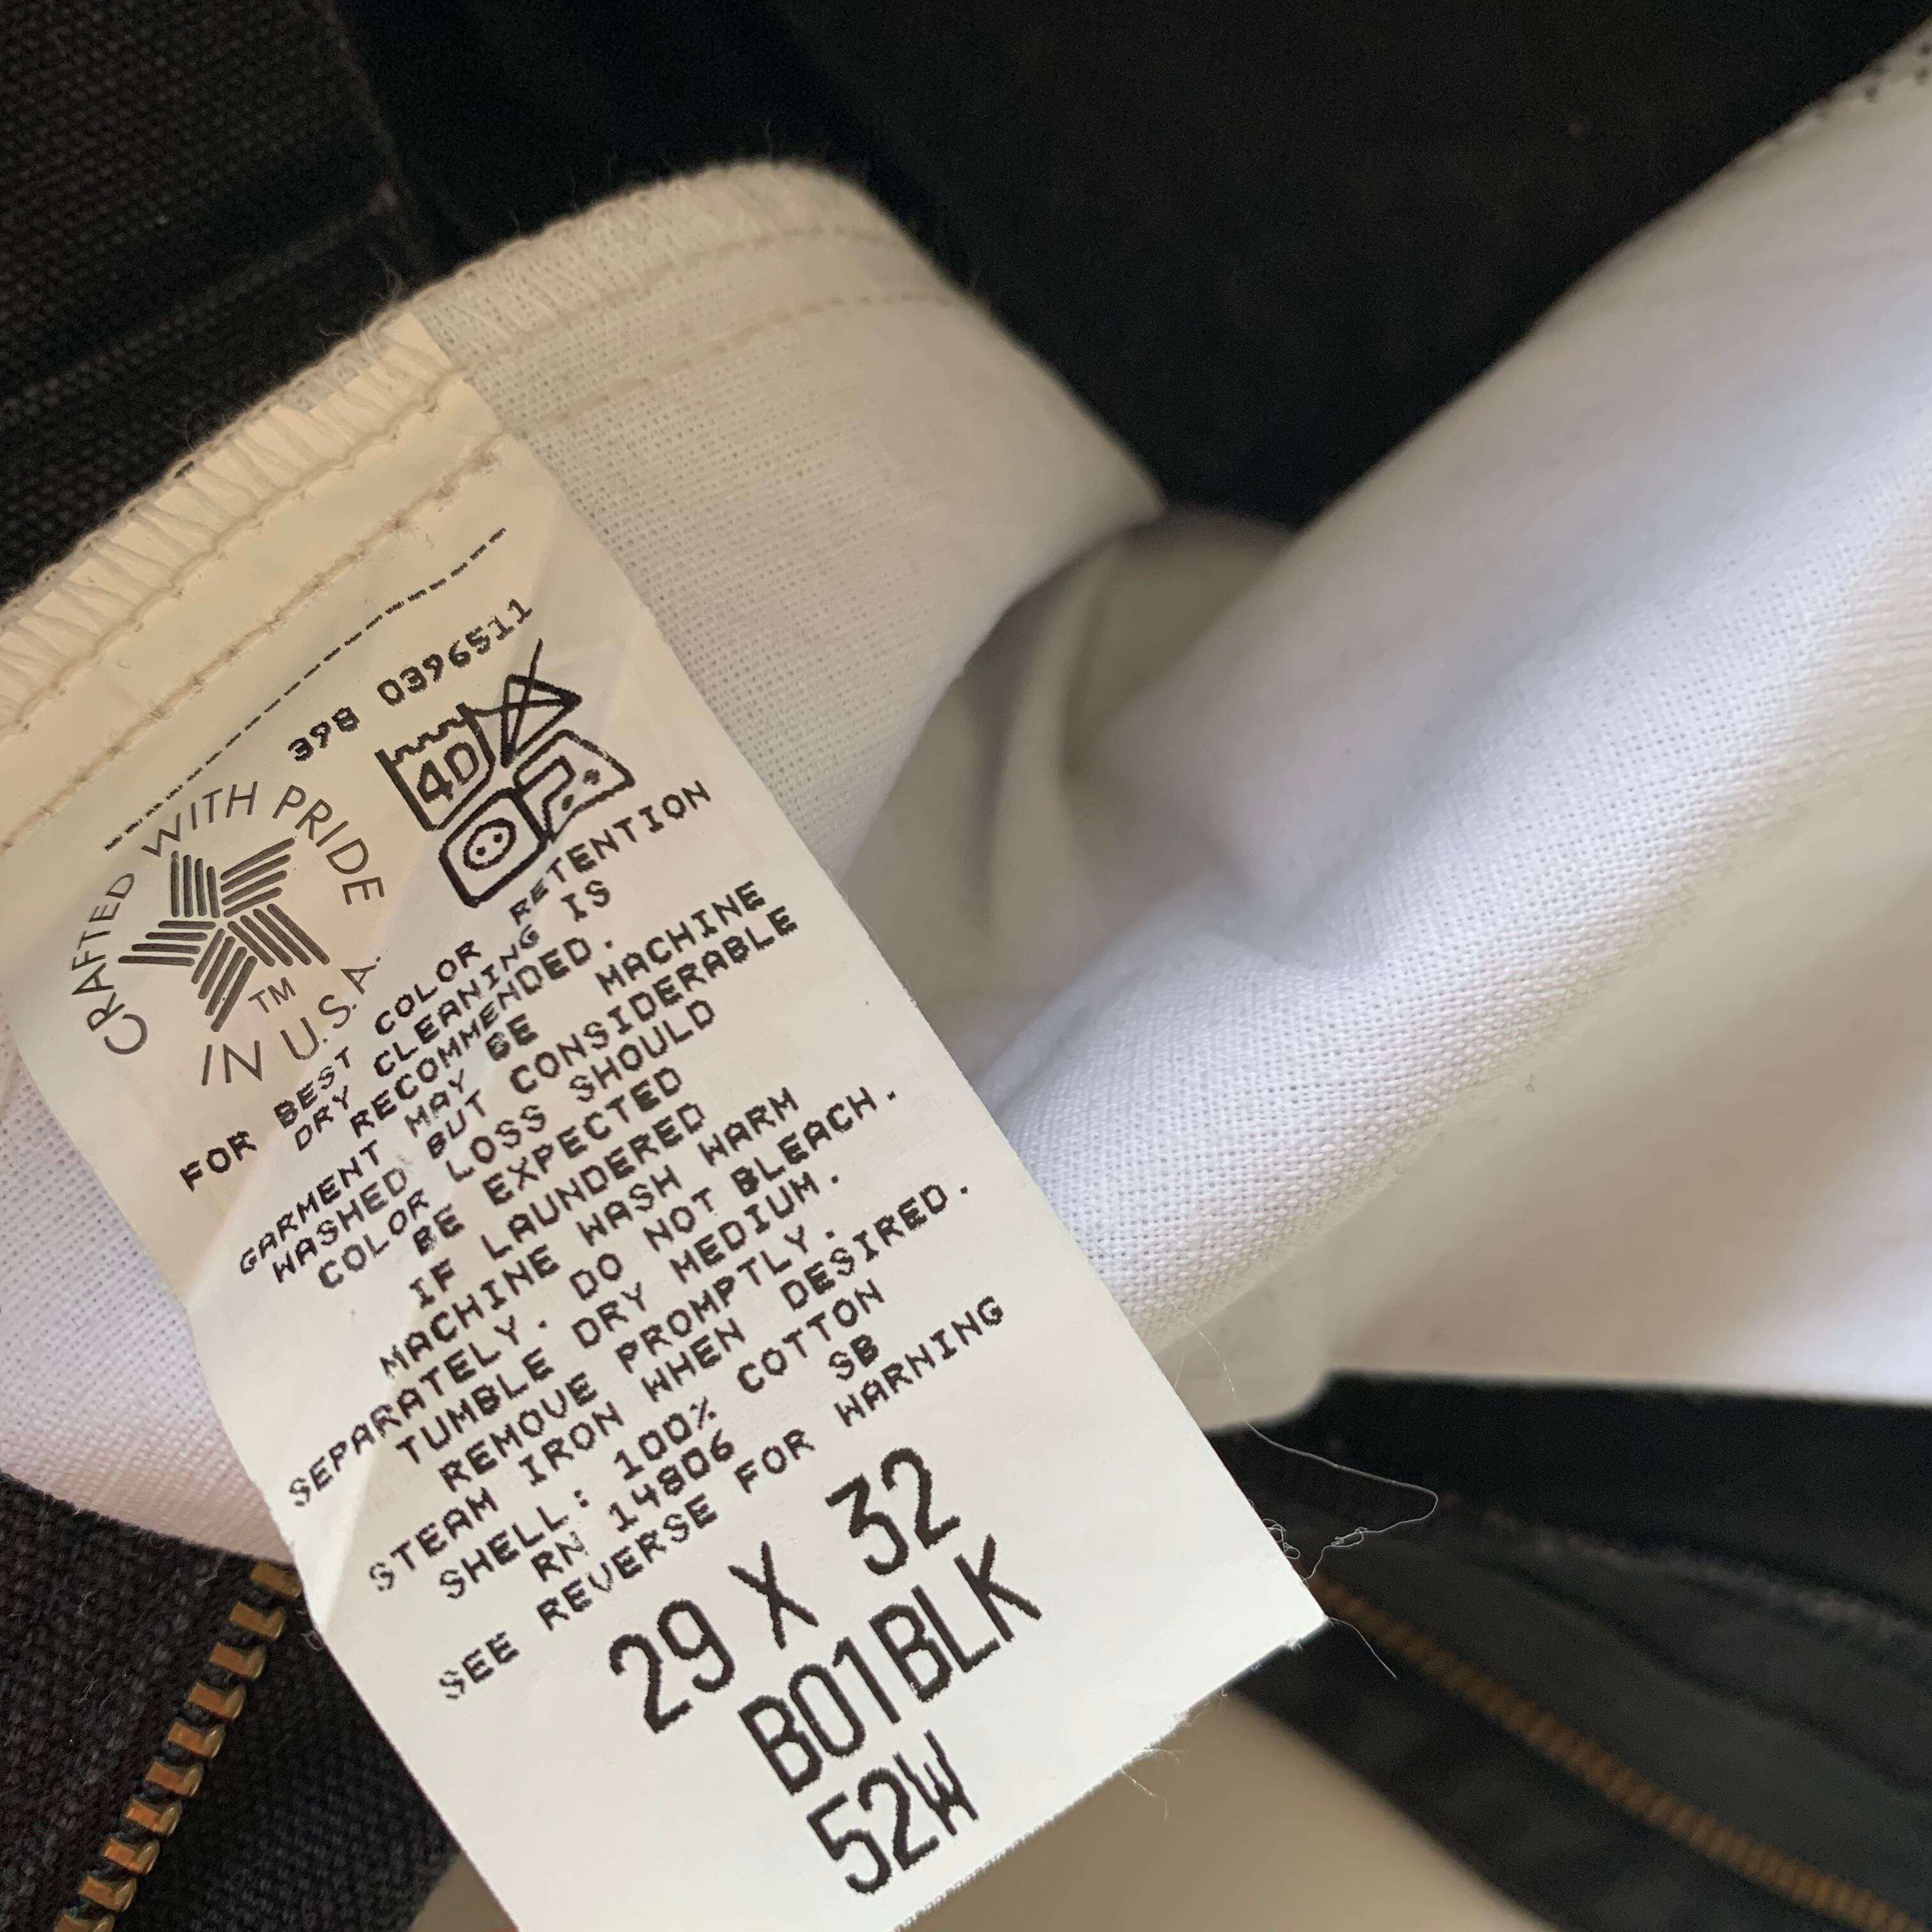 398 0396511
CRAFTED WITH PRIDE
TM
IN U.S.A.
40
FOR BEST COLOR RETENTION
DRY CLEANING IS
RECOMMENDED.
GARMENT MAY BE MACHINE
WASHED BUT CONSIDERABLE
COLOR LOSS SHOULD
BE EXPECTED
IF LAUNDERED
MACHINE WASH WARM
SEPARATELY. DO NOT BLEACH.
TUMBLE DRY MEDIUM.
REMOVE PROMPTLY.
STEAM IRON WHEN DESIRED.
SHELL: 100% COTTON
RN 14806 SB
SEE REVERSE FOR WARNING
29 X 32
B01BLK
52W